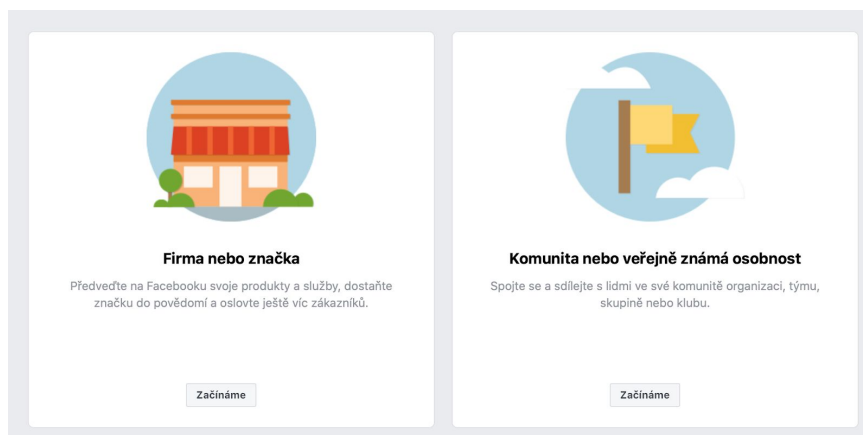 Firma nebo značka
Předveďte na Facebooku svoje produkty a služby, dostaňte
značku do povědomí a oslovte ještě víc zákazníků.
Začínáme
Komunita nebo veřejně známá osobnost
Spojte se a sdílejte s lidmi ve své komunitě organizaci, týmu,
skupině nebo klubu.
Začínáme